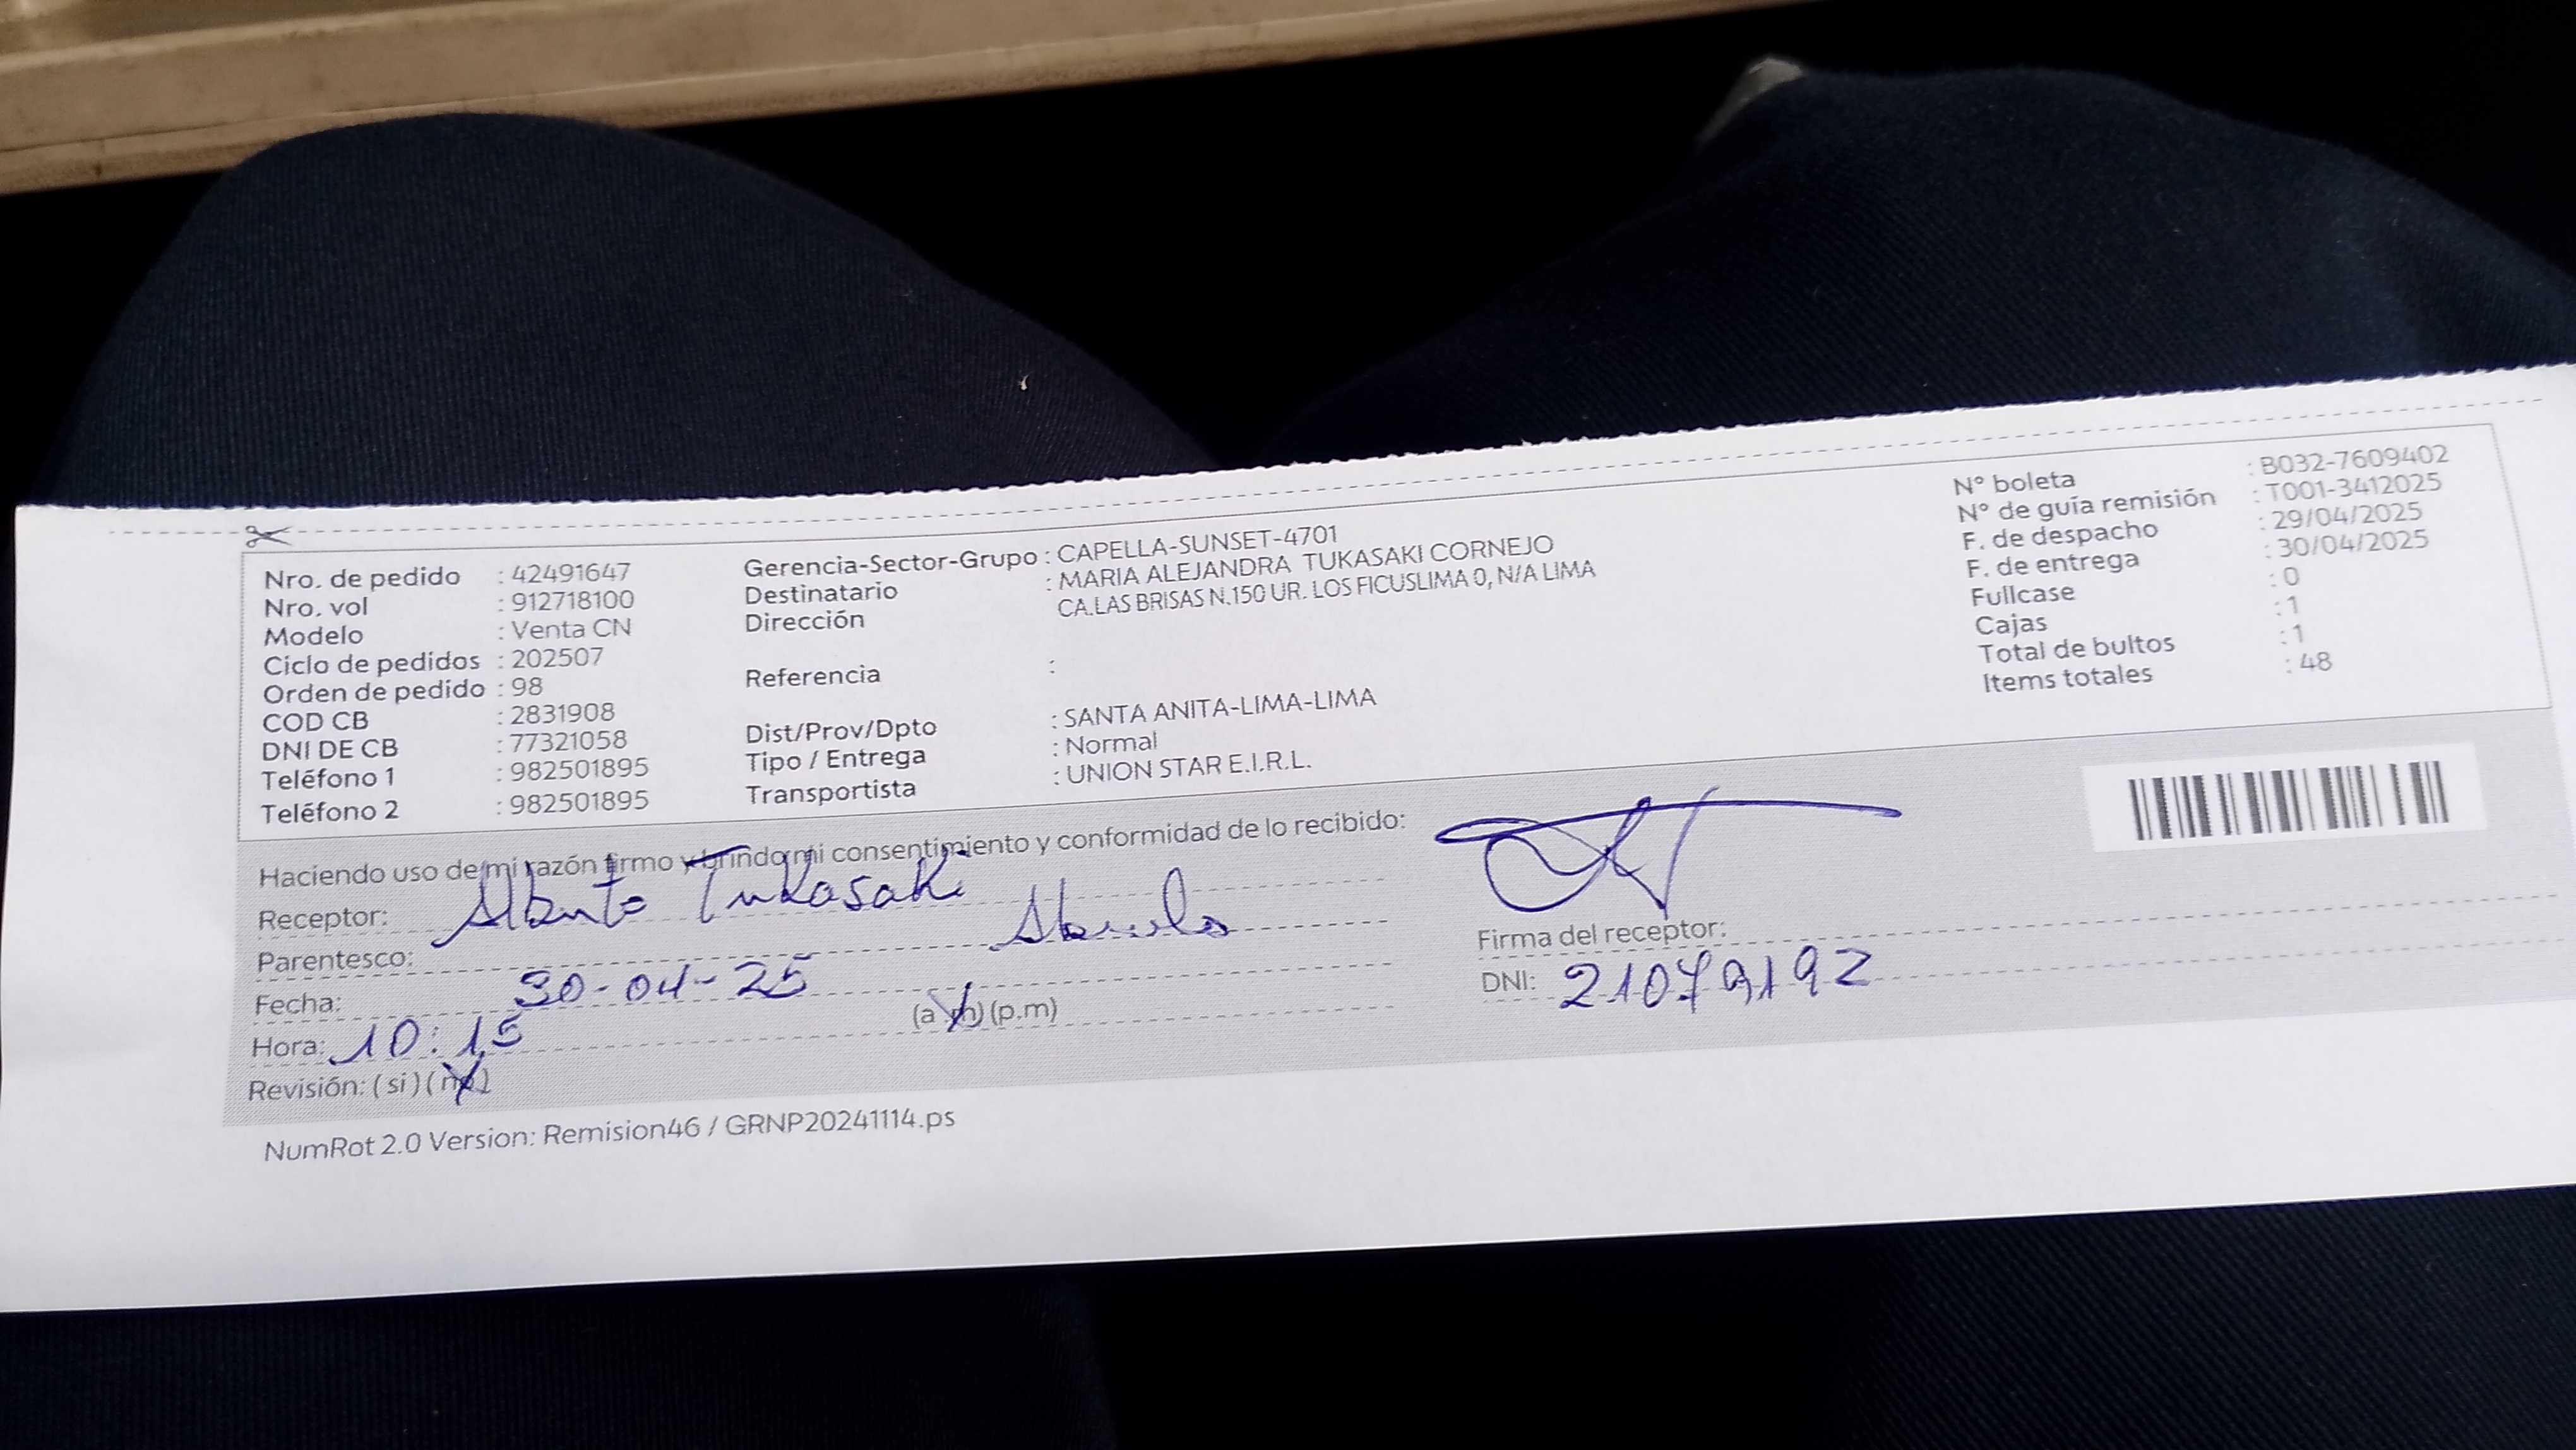 Nro. de pedido : 42491647
Nro. vol : 912718100
Modelo : Venta CN
Ciclo de pedidos : 202507
Orden de pedido : 98
COD CB : 2831908
DNI DE CB : 77321058
Teléfono 1 : 982501895
Teléfono 2 : 982501895
Gerencia-Sector-Grupo : CAPELLA-SUNSET-4701
Destinatario : MARIA ALEJANDRA TUKASAKI CORNEJO
Dirección CA.LAS BRISAS N.150 UR. LOS FICUSLIMA 0, N/A LIMA
Referencia :
Dist/Prov/Dpto : SANTA ANITA-LIMA-LIMA
Tipo / Entrega : Normal
Transportista : UNION STAR E.I.R.L.
N° boleta : B032-7609402
N° de guía remisión : T001-3412025
F. de despacho : 29/04/2025
F. de entrega : 30/04/2025
Fullcase : 0
Cajas : 1
Total de bultos : 1
Items totales : 48
Haciendo uso de mi razón firmo y brindo mi consentimiento y conformidad de lo recibido:
Receptor: Alberto Tukasaki
Parentesco: Abuelo
Fecha: 30-04-25
Hora: 10:15 (a.m) (p.m)
Revisión: (si) (no)
Firma del receptor:
DNI: 21079192
NumRot 2.0 Version: Remision46 / GRNP20241114.ps